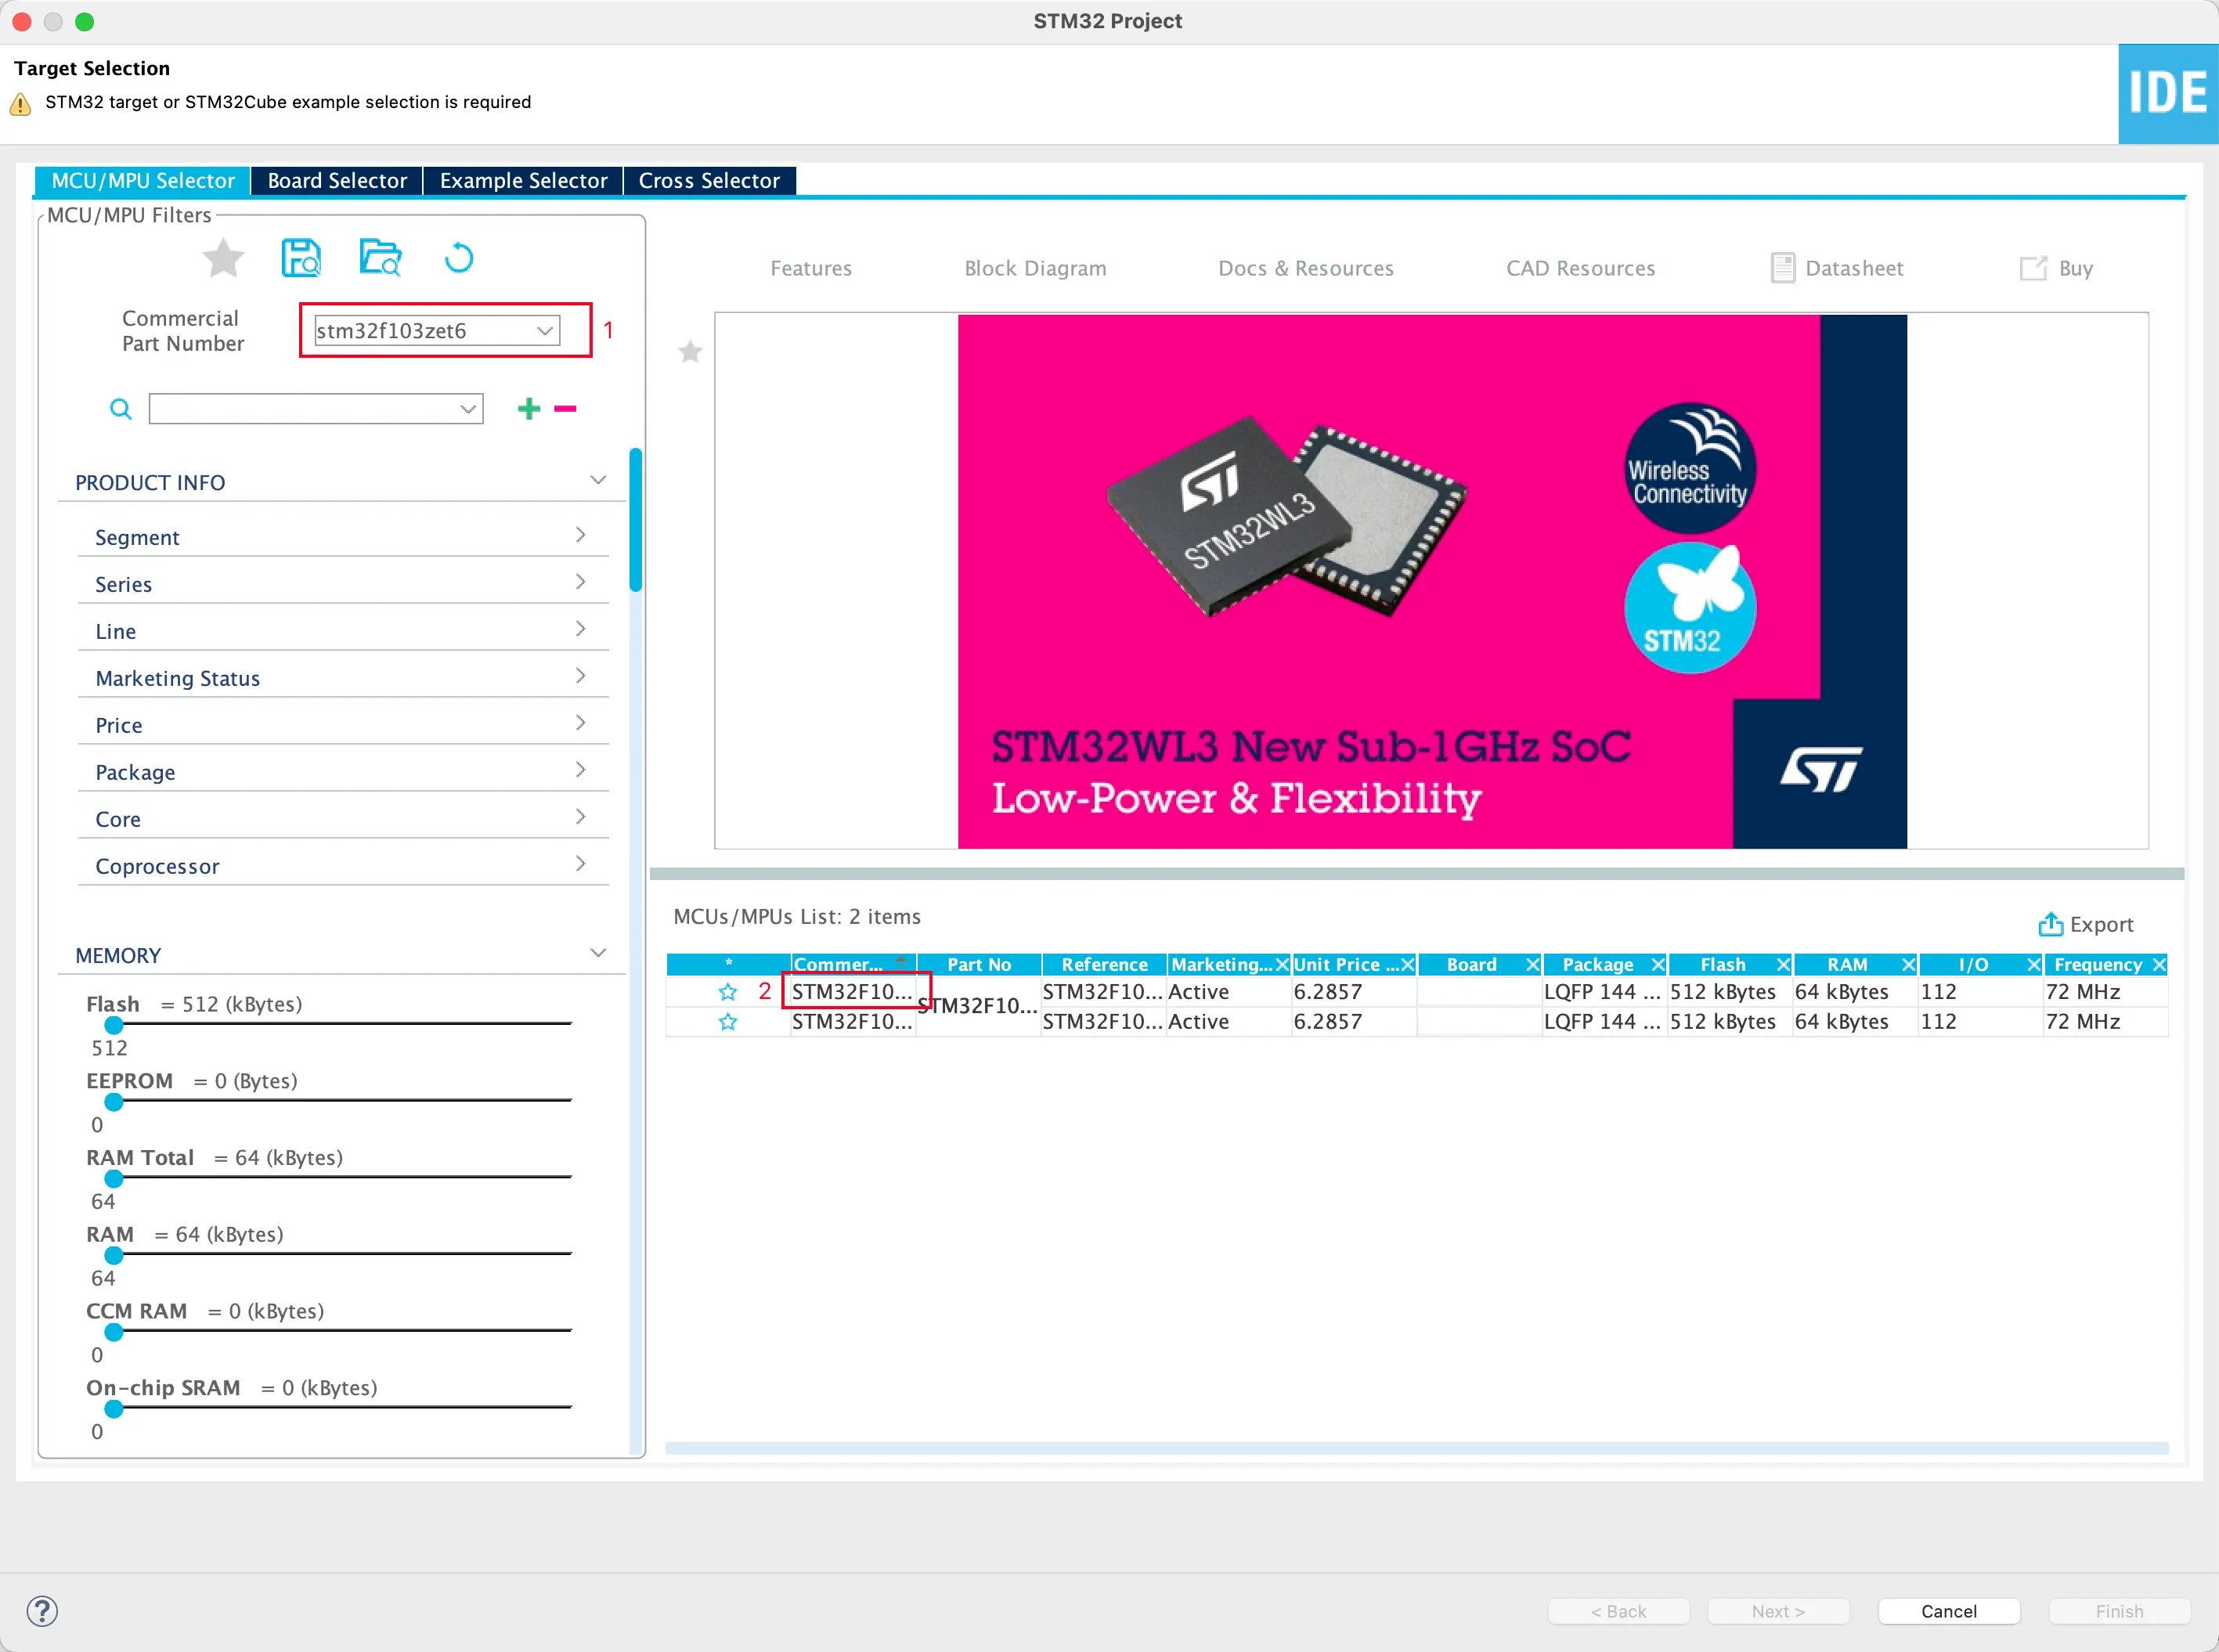 STM32 Project
Target Selection
STM32 target or STM32Cube example selection is required
IDE
MCU/MPU Selector Board Selector Example Selector Cross Selector
MCU/MPU Filters
Commercial
Part Number
stm32f103zet6
1
PRODUCT INFO
Segment
Series
Line
Marketing Status
Price
Package
Core
Coprocessor
MEMORY
Flash = 512 (kBytes)
512
EEPROM = 0 (Bytes)
0
RAM Total = 64 (kBytes)
64
RAM = 64 (kBytes)
64
CCM RAM = 0 (kBytes)
0
On-chip SRAM = 0 (kBytes)
0
Features Block Diagram Docs & Resources CAD Resources Datasheet Buy
ST
STM32WL3
Wireless
Connectivity
STM32
STM32WL3 New Sub-1GHz SoC
Low-Power & Flexibility
ST
MCUs/MPUs List: 2 items
Export
* Commer... Part No Reference Marketing... Unit Price ... Board Package Flash RAM I/O Frequency
2 STM32F10... STM32F10... STM32F10... Active 6.2857 LQFP 144 ... 512 kBytes 64 kBytes 112 72 MHz
STM32F10... STM32F10... Active 6.2857 LQFP 144 ... 512 kBytes 64 kBytes 112 72 MHz
?
< Back Next > Cancel Finish